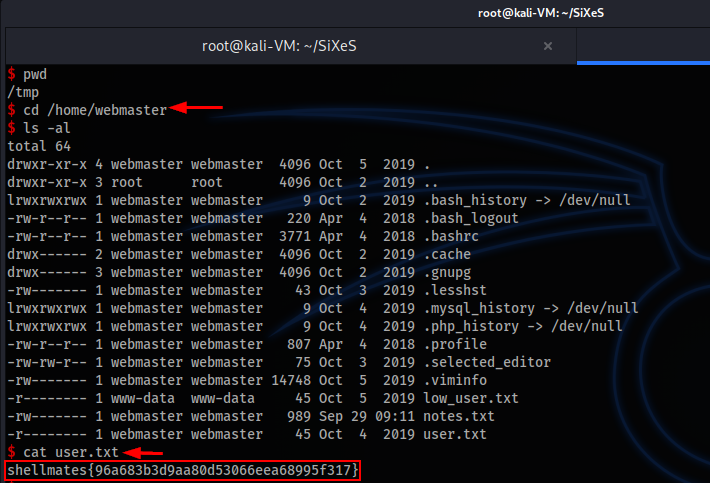 root@kali-VM: ~/SiXeS
root@kali-VM: ~/SiXeS ×
$ pwd
/tmp
$ cd /home/webmaster
$ ls -al
total 64
drwxr-xr-x 4 webmaster webmaster  4096 Oct  5  2019 .
drwxr-xr-x 3 root      root       4096 Oct  2  2019 ..
lrwxrwxrwx 1 webmaster webmaster     9 Oct  2  2019 .bash_history -> /dev/null
-rw-r--r-- 1 webmaster webmaster   220 Apr  4  2018 .bash_logout
-rw-r--r-- 1 webmaster webmaster  3771 Apr  4  2018 .bashrc
drwx------ 2 webmaster webmaster  4096 Oct  2  2019 .cache
drwx------ 3 webmaster webmaster  4096 Oct  2  2019 .gnupg
-rw------- 1 webmaster webmaster    43 Oct  3  2019 .lesshst
lrwxrwxrwx 1 webmaster webmaster     9 Oct  4  2019 .mysql_history -> /dev/null
lrwxrwxrwx 1 webmaster webmaster     9 Oct  4  2019 .php_history -> /dev/null
-rw-r--r-- 1 webmaster webmaster   807 Apr  4  2018 .profile
-rw-rw-r-- 1 webmaster webmaster    75 Oct  3  2019 .selected_editor
-rw------- 1 webmaster webmaster 14748 Oct  5  2019 .viminfo
-r-------- 1 www-data  www-data     45 Oct  5  2019 low_user.txt
-rw------- 1 webmaster webmaster   989 Sep 29 09:11 notes.txt
-r-------- 1 webmaster webmaster    45 Oct  4  2019 user.txt
$ cat user.txt
shellmates{96a683b3d9aa80d53066eea68995f317}